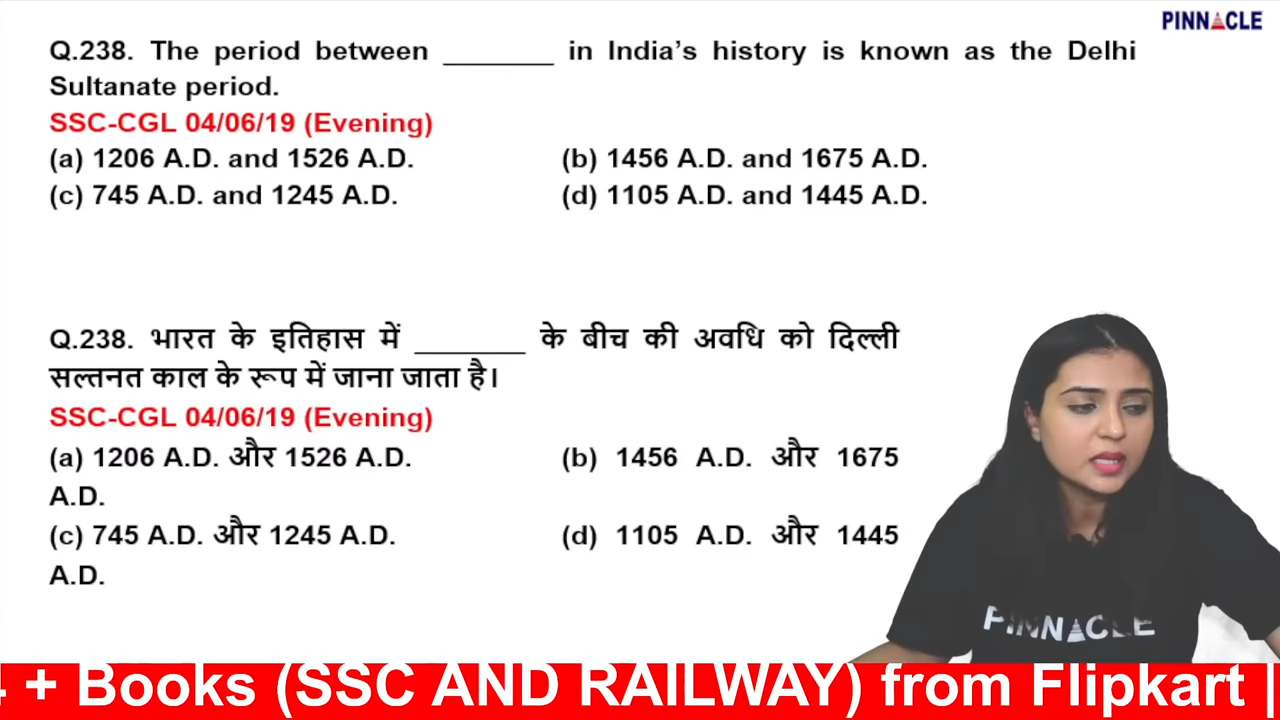 PINNACLE
Q.238. The period between _______ in India's history is known as the Delhi
Sultanate period.
SSC-CGL 04/06/19 (Evening)
(a) 1206 A.D. and 1526 A.D. (b) 1456 A.D. and 1675 A.D.
(c) 745 A.D. and 1245 A.D. (d) 1105 A.D. and 1445 A.D.
Q.238. भारत के इतिहास में _______ के बीच की अवधि को दिल्ली
सल्तनत काल के रूप में जाना जाता है।
SSC-CGL 04/06/19 (Evening)
(a) 1206 A.D. और 1526 A.D. (b) 1456 A.D. और 1675
A.D.
(c) 745 A.D. और 1245 A.D. (d) 1105 A.D. और 1445
A.D.
PINNACLE
+ Books (SSC AND RAILWAY) from Flipkart |